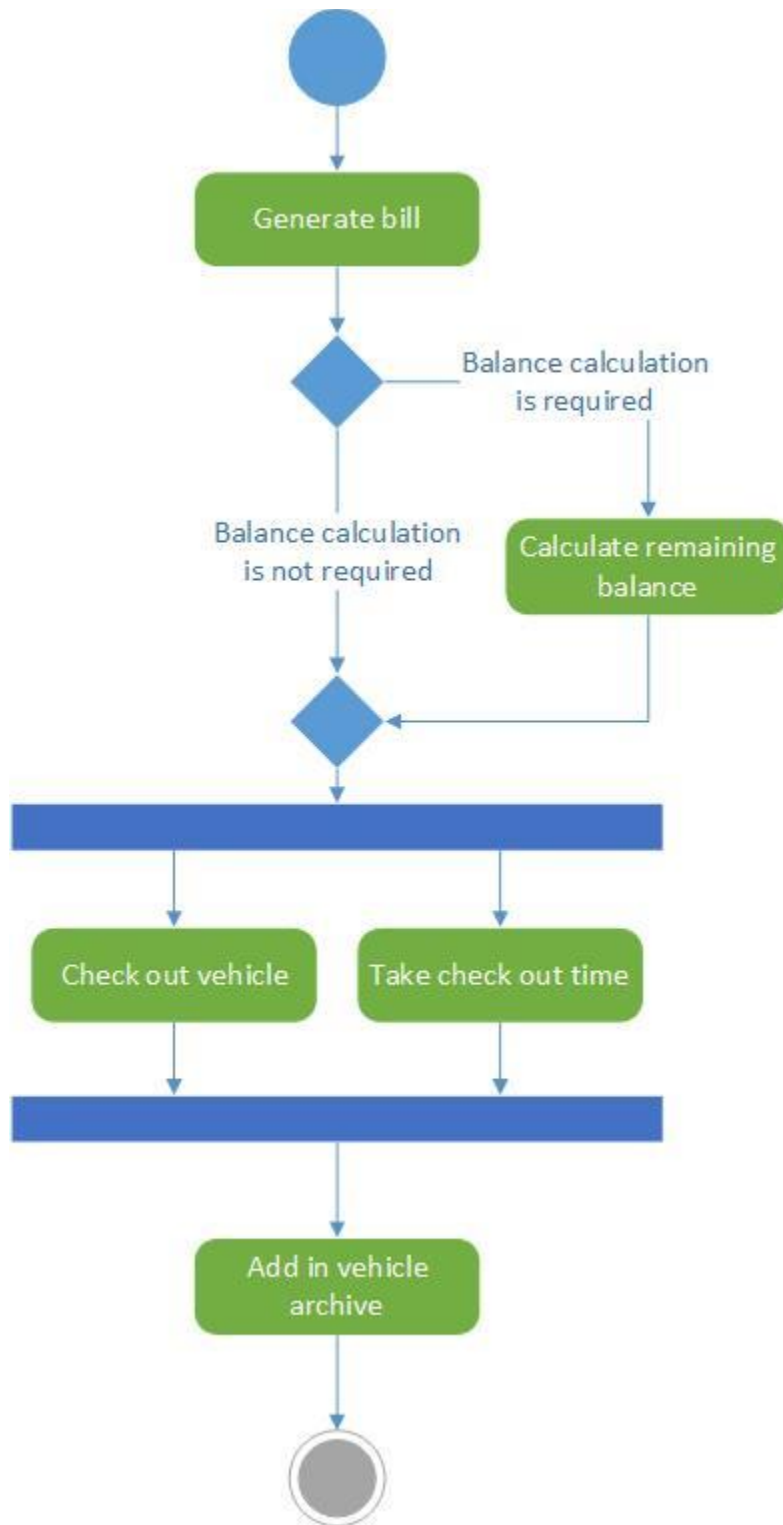 Generate bill
Balance calculation
is required
Balance calculation
is not required
Calculate remaining
balance
Check out vehicle
Take check out time
Add in vehicle
archive